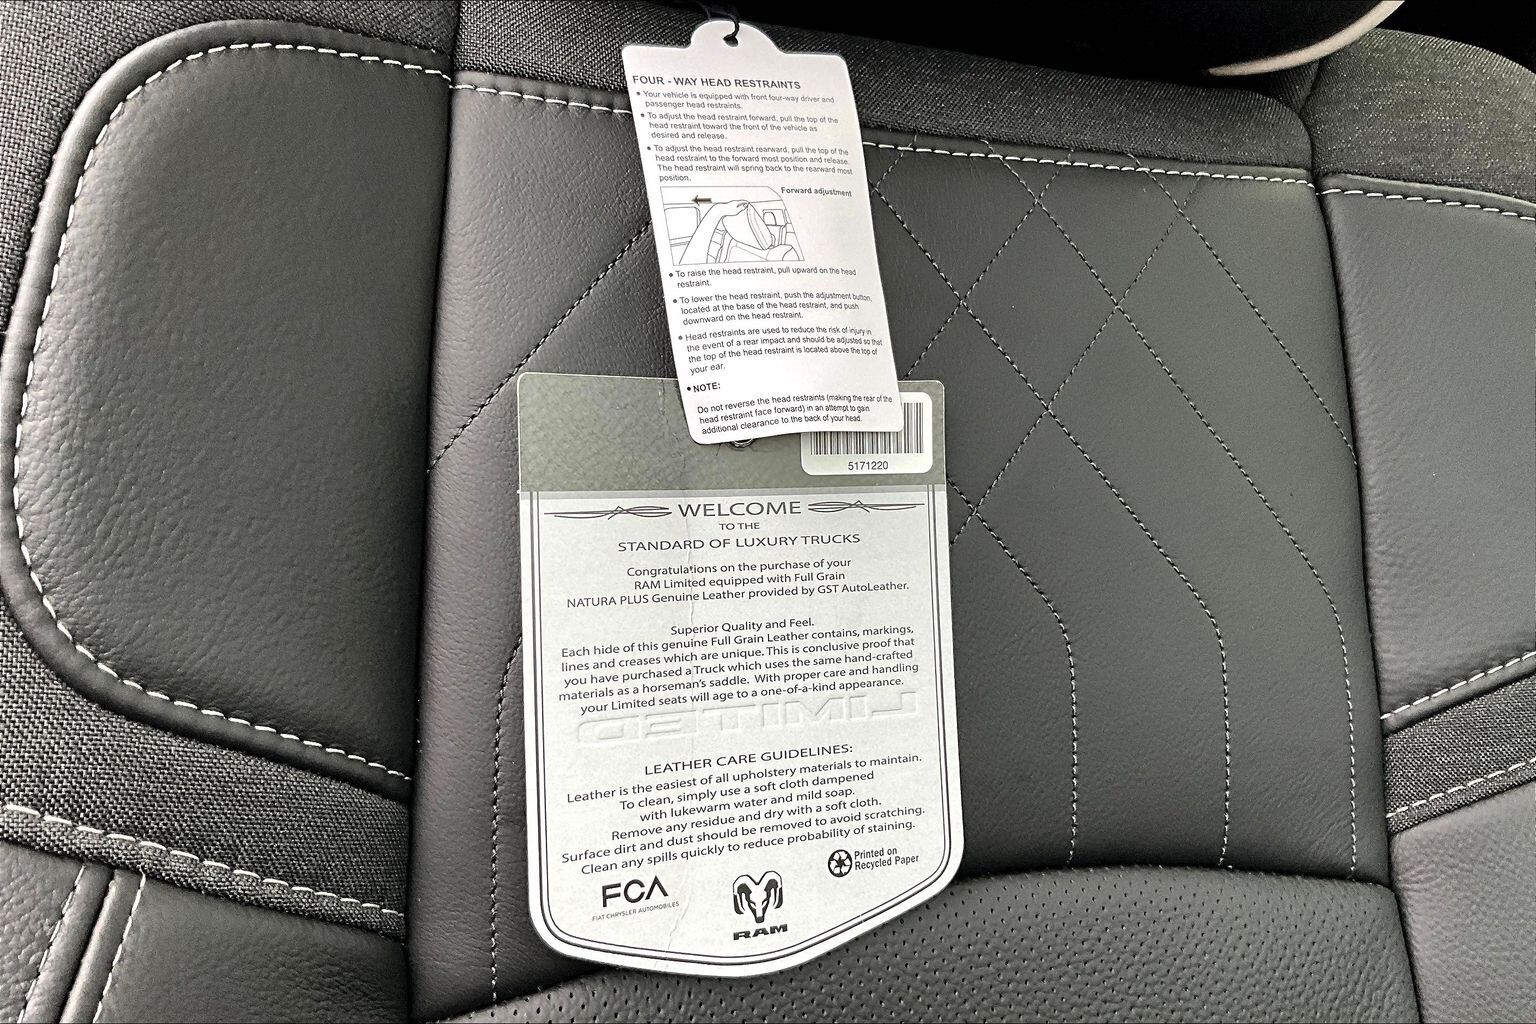 FOUR - WAY HEAD RESTRAINTS
• Your vehicle is equipped with front four-way driver and
passenger head restraints.
• To adjust the head restraint forward, pull the top of the
head restraint toward the front of the vehicle as
desired and release.
• To adjust the head restraint rearward, pull the top of the
head restraint to the forward most position and release.
The head restraint will spring back to the rearward most
position.
Forward adjustment
• To raise the head restraint, pull upward on the head
restraint.
• To lower the head restraint, push the adjustment button,
located at the base of the head restraint, and push
downward on the head restraint.
• Head restraints are used to reduce the risk of injury in
the event of a rear impact and should be adjusted so that
the top of the head restraint is located above the top of
your ear.
• NOTE:
Do not reverse the head restraints (making the rear of the
head restraint face forward) in an attempt to gain
additional clearance to the back of your head.
5171220
WELCOME
TO THE
STANDARD OF LUXURY TRUCKS
Congratulations on the purchase of your
RAM Limited equipped with Full Grain
NATURA PLUS Genuine Leather provided by GST AutoLeather.
Superior Quality and Feel.
Each hide of this genuine Full Grain Leather contains, markings,
lines and creases which are unique. This is conclusive proof that
you have purchased a Truck which uses the same hand-crafted
materials as a horseman's saddle. With proper care and handling
your Limited seats will age to a one-of-a-kind appearance.
LIMITED
LEATHER CARE GUIDELINES:
Leather is the easiest of all upholstery materials to maintain.
To clean, simply use a soft cloth dampened
with lukewarm water and mild soap.
Remove any residue and dry with a soft cloth.
Surface dirt and dust should be removed to avoid scratching.
Clean any spills quickly to reduce probability of staining.
FCA
FIAT CHRYSLER AUTOMOBILES
RAM
Printed on
Recycled Paper